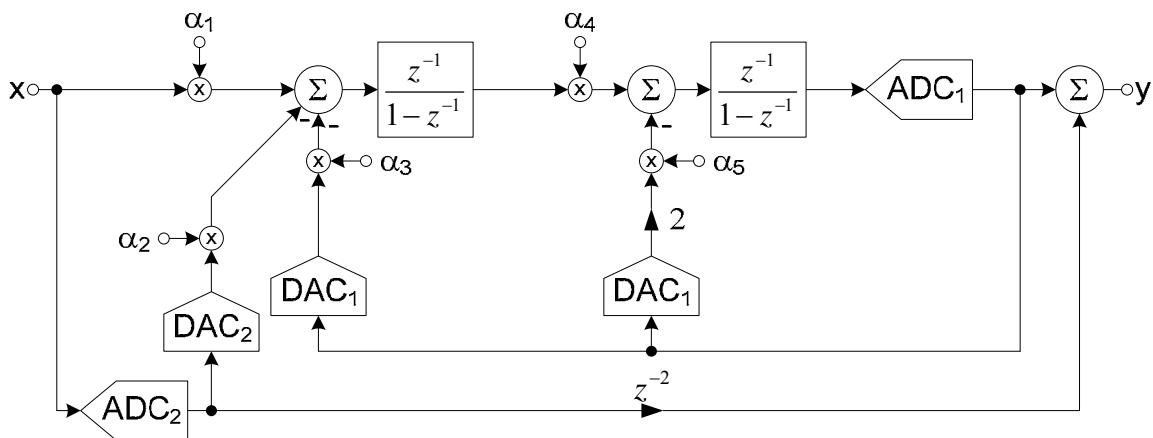 α₁
α₄
x
x
Σ
z⁻¹
1 − z⁻¹
x
Σ
z⁻¹
1 − z⁻¹
ADC₁
Σ
y
-
-
-
x
α₃
x
α₅
α₂
x
2
DAC₁
DAC₁
DAC₂
z⁻²
ADC₂